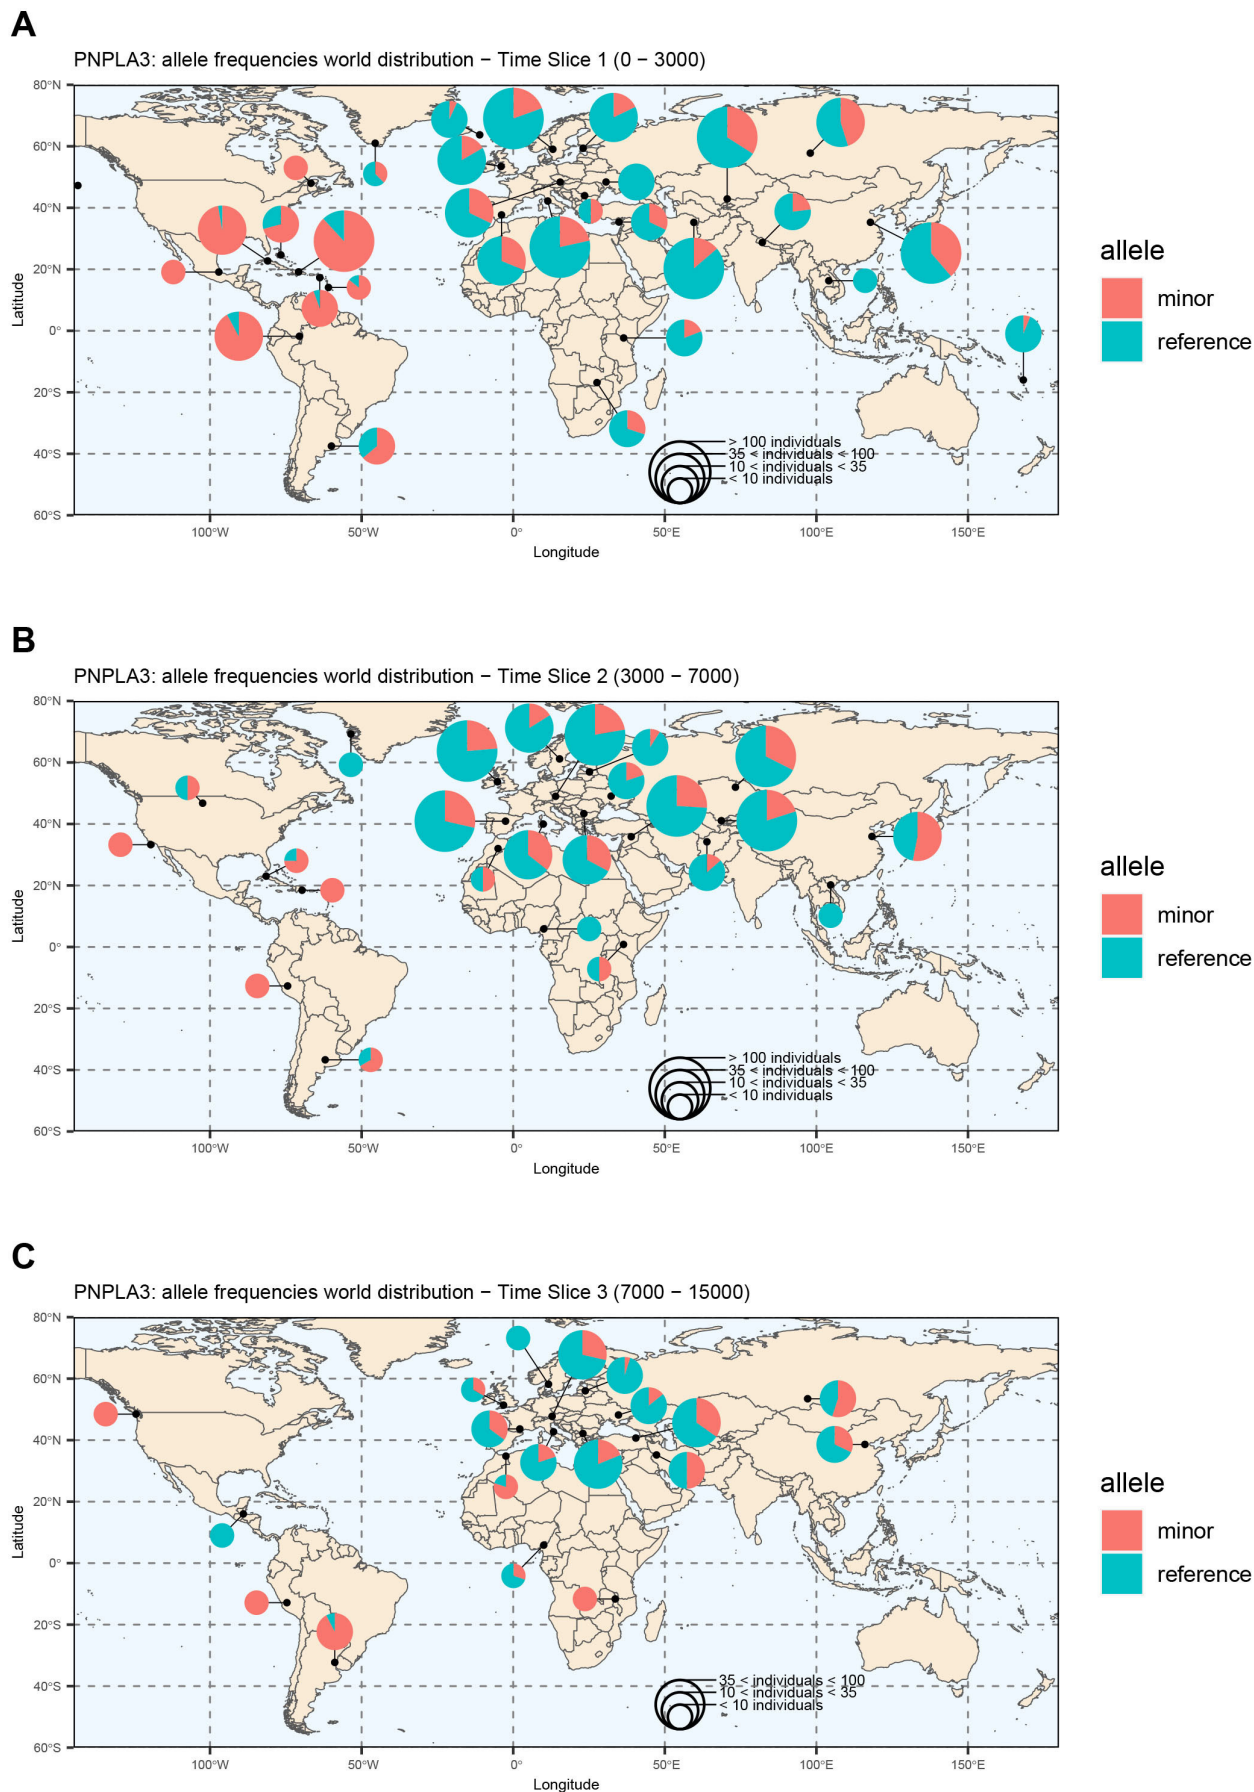 A
PNPLA3: allele frequencies world distribution − Time Slice 1 (0 − 3000)
80°N
60°N
40°N
20°N
0°
20°S
40°S
60°S
Latitude
> 100 individuals
35 < individuals < 100
10 < individuals < 35
< 10 individuals
100°W
50°W
0°
50°E
100°E
150°E
Longitude
allele
minor
reference
B
PNPLA3: allele frequencies world distribution − Time Slice 2 (3000 − 7000)
80°N
60°N
40°N
20°N
0°
20°S
40°S
60°S
Latitude
> 100 individuals
35 < individuals < 100
10 < individuals < 35
< 10 individuals
100°W
50°W
0°
50°E
100°E
150°E
Longitude
allele
minor
reference
C
PNPLA3: allele frequencies world distribution − Time Slice 3 (7000 − 15000)
80°N
60°N
40°N
20°N
0°
20°S
40°S
60°S
Latitude
35 < individuals < 100
10 < individuals < 35
< 10 individuals
100°W
50°W
0°
50°E
100°E
150°E
Longitude
allele
minor
reference